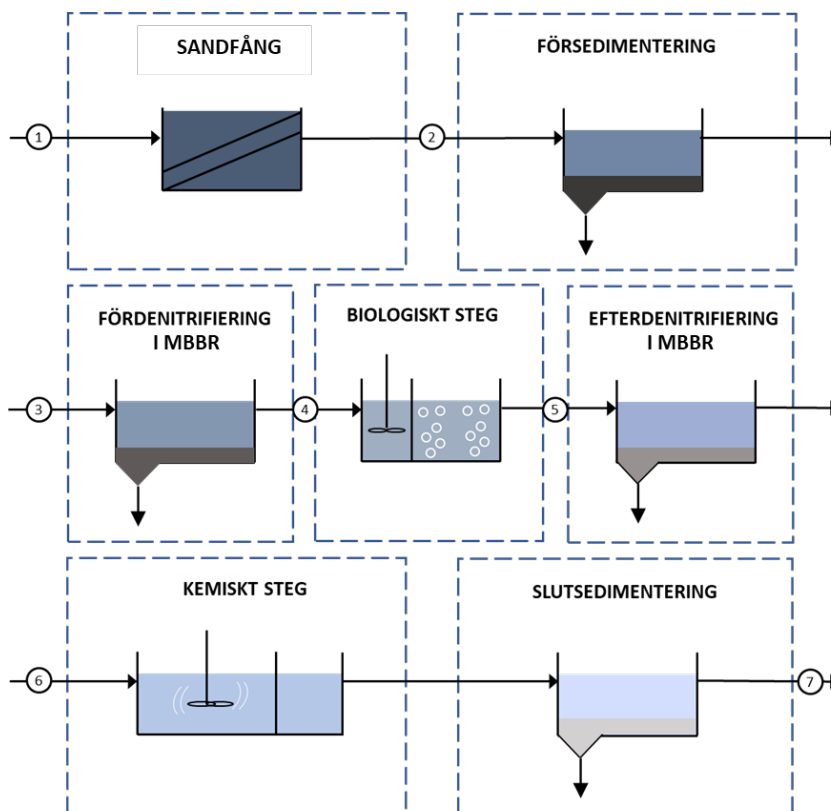 SANDFÅNG
FÖRSEDIMENTERING
1
2
FÖRDENITRIFIERING
I MBBR
BIOLOGISKT STEG
EFTERDENITRIFIERING
I MBBR
3
4
5
KEMISKT STEG
SLUTSEDIMENTERING
6
7